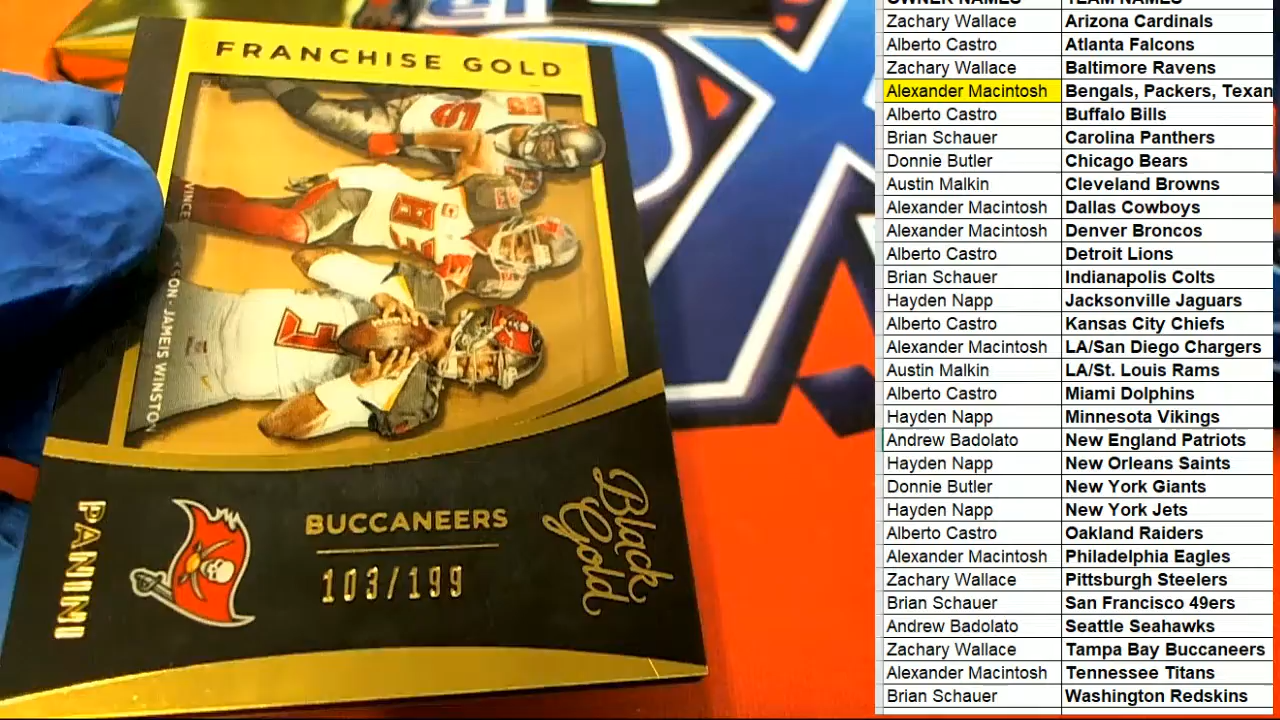 FRANCHISE GOLD
JAMEIS WINSTON
BUCCANEERS
103/199
Black
Gold
PANINI
OWNER NAMES TEAM NAMES
Zachary Wallace Arizona Cardinals
Alberto Castro Atlanta Falcons
Zachary Wallace Baltimore Ravens
Alexander Macintosh Bengals, Packers, Texan
Alberto Castro Buffalo Bills
Brian Schauer Carolina Panthers
Donnie Butler Chicago Bears
Austin Malkin Cleveland Browns
Alexander Macintosh Dallas Cowboys
Alexander Macintosh Denver Broncos
Alberto Castro Detroit Lions
Brian Schauer Indianapolis Colts
Hayden Napp Jacksonville Jaguars
Alberto Castro Kansas City Chiefs
Alexander Macintosh LA/San Diego Chargers
Austin Malkin LA/St. Louis Rams
Alberto Castro Miami Dolphins
Hayden Napp Minnesota Vikings
Andrew Badolato New England Patriots
Hayden Napp New Orleans Saints
Donnie Butler New York Giants
Hayden Napp New York Jets
Alberto Castro Oakland Raiders
Alexander Macintosh Philadelphia Eagles
Zachary Wallace Pittsburgh Steelers
Brian Schauer San Francisco 49ers
Andrew Badolato Seattle Seahawks
Zachary Wallace Tampa Bay Buccaneers
Alexander Macintosh Tennessee Titans
Brian Schauer Washington Redskins